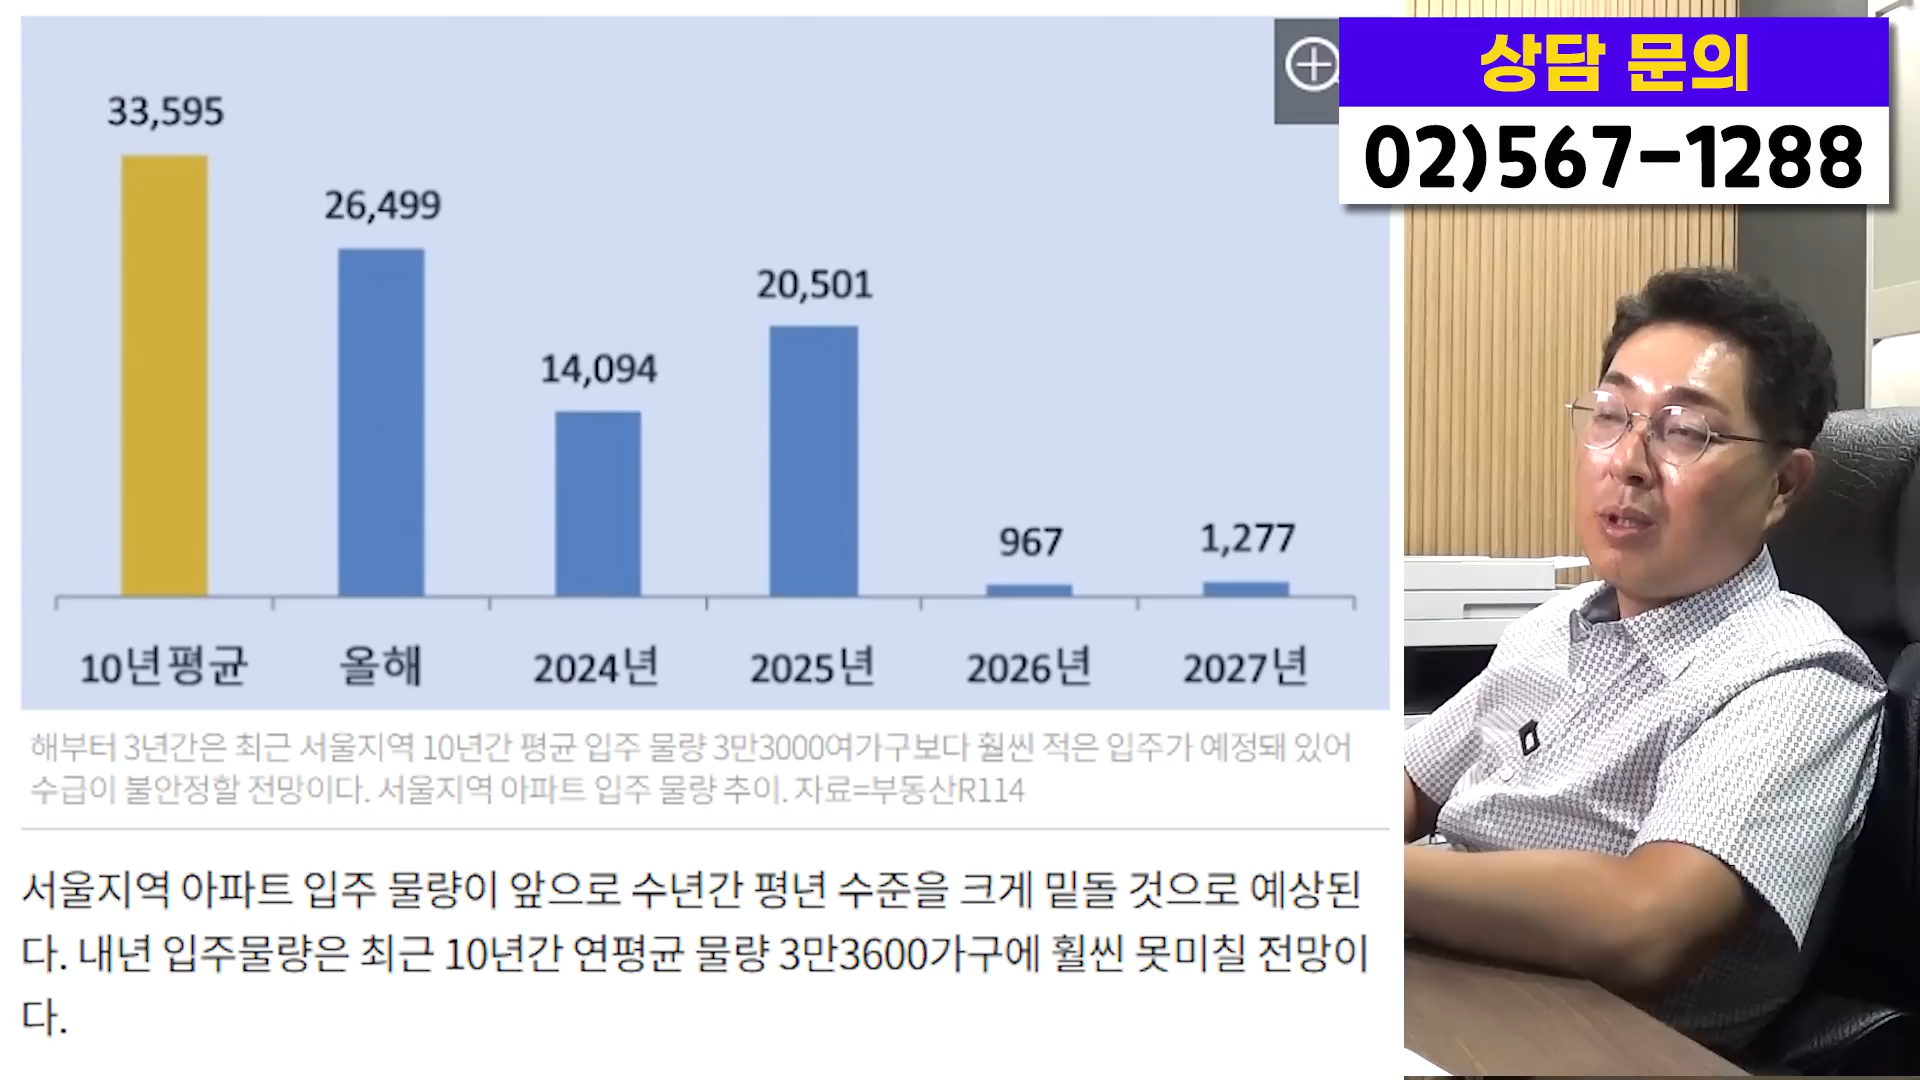 상담 문의
02)567-1288
33,595
26,499
14,094
20,501
967
1,277
10년평균
올해
2024년
2025년
2026년
2027년
해부터 3년간은 최근 서울지역 10년간 평균 입주 물량 3만3000여가구보다 훨씬 적은 입주가 예정돼 있어
수급이 불안정할 전망이다. 서울지역 아파트 입주 물량 추이. 자료=부동산R114
서울지역 아파트 입주 물량이 앞으로 수년간 평년 수준을 크게 밑돌 것으로 예상된
다. 내년 입주물량은 최근 10년간 연평균 물량 3만3600가구에 훨씬 못미칠 전망이
다.